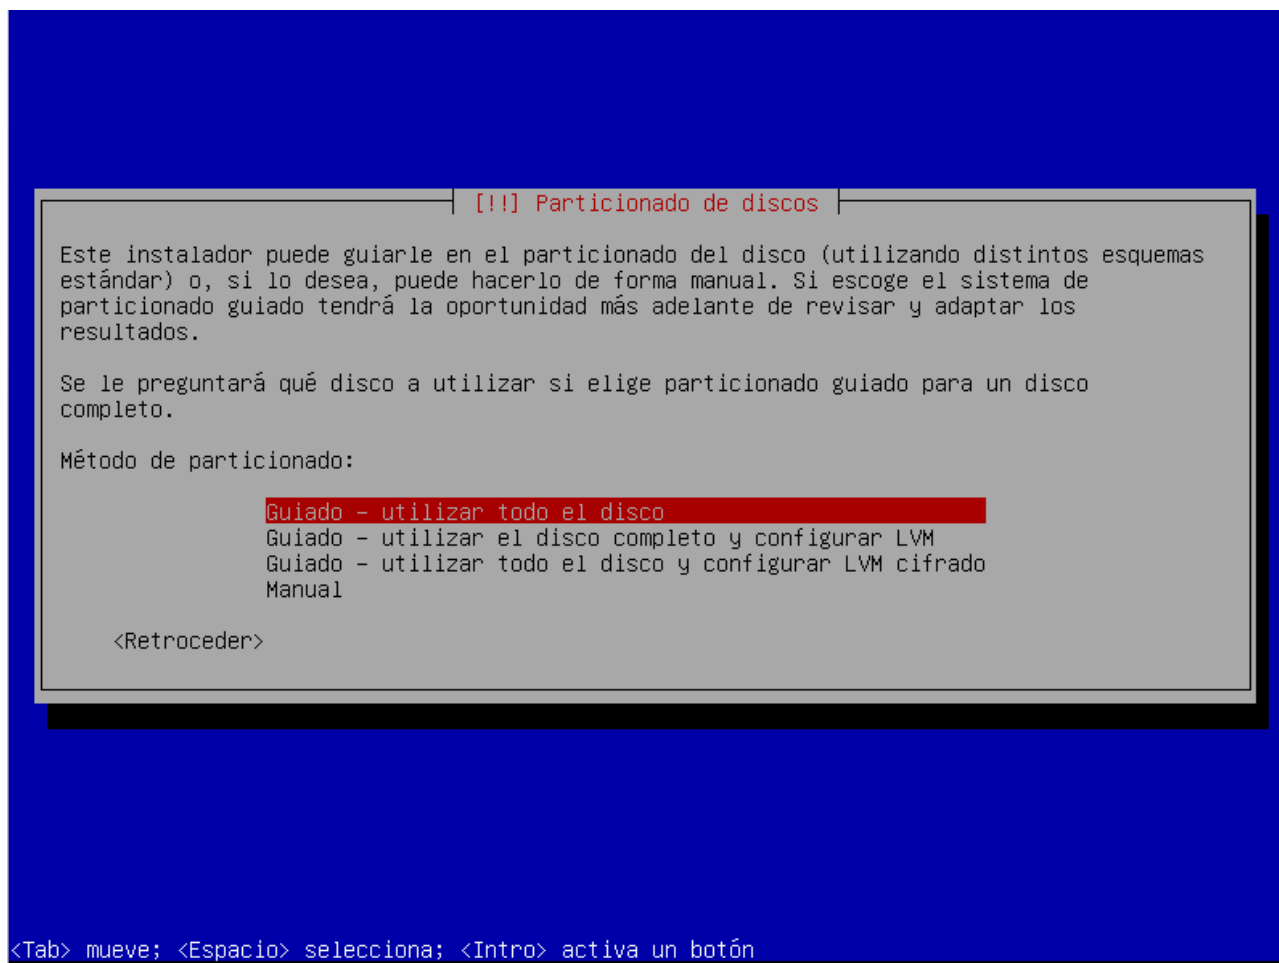 [!!] Particionado de discos
Este instalador puede guiarle en el particionado del disco (utilizando distintos esquemas
estándar) o, si lo desea, puede hacerlo de forma manual. Si escoge el sistema de
particionado guiado tendrá la oportunidad más adelante de revisar y adaptar los
resultados.
Se le preguntará qué disco a utilizar si elige particionado guiado para un disco
completo.
Método de particionado:
Guiado – utilizar todo el disco
Guiado – utilizar el disco completo y configurar LVM
Guiado – utilizar todo el disco y configurar LVM cifrado
Manual
<Retroceder>
<Tab> mueve; <Espacio> selecciona; <Intro> activa un botón